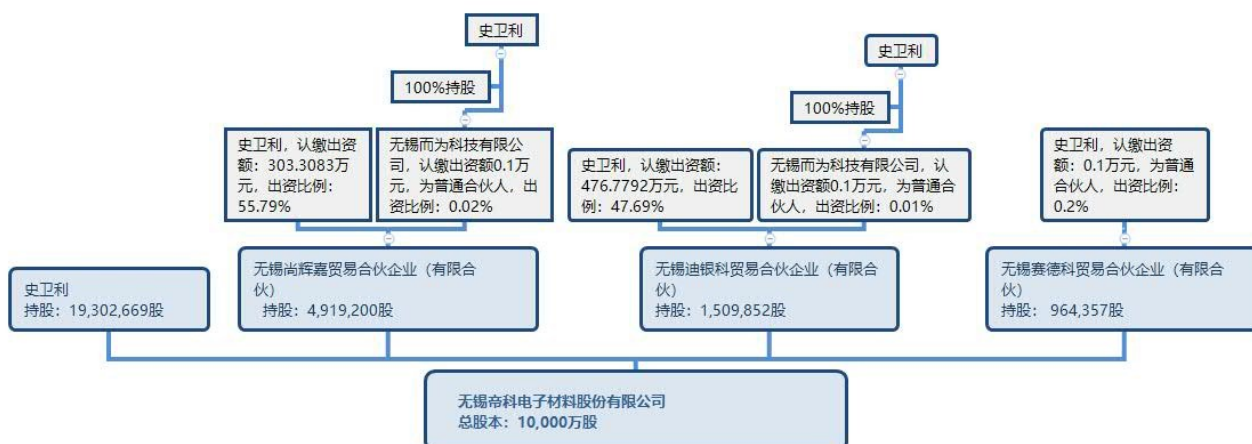 史卫利
史卫利
100%持股
100%持股
史卫利，认缴出资
额：303.3083万
元，出资比例：
55.79%
无锡而为科技有限公
司，认缴出资额0.1万
元，为普通合伙人，出
资比例：0.02%
史卫利，认缴出资额：
476.7792万元，出资比
例：47.69%
无锡而为科技有限公司，认
缴出资额0.1万元，为普通合
伙人，出资比例：0.01%
史卫利，认缴出
资额：0.1万元，为普通
合伙人，出资比例：
0.2%
史卫利
持股：19,302,669股
无锡尚辉嘉贸易合伙企业（有限合
伙）
持股：4,919,200股
无锡迪银科贸易合伙企业（有限合
伙）
持股：1,509,852股
无锡赛德科贸易合伙企业（有限合
伙）
持股： 964,357股
无锡帝科电子材料股份有限公司
总股本：10,000万股